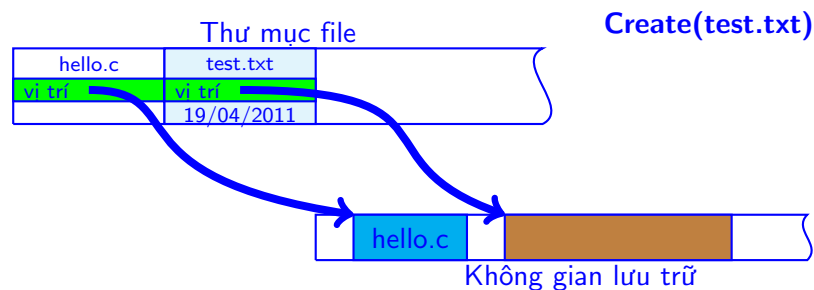 Create(test.txt)
Thư mục file
hello.c test.txt
vị trí vị trí
19/04/2011
hello.c
Không gian lưu trữ